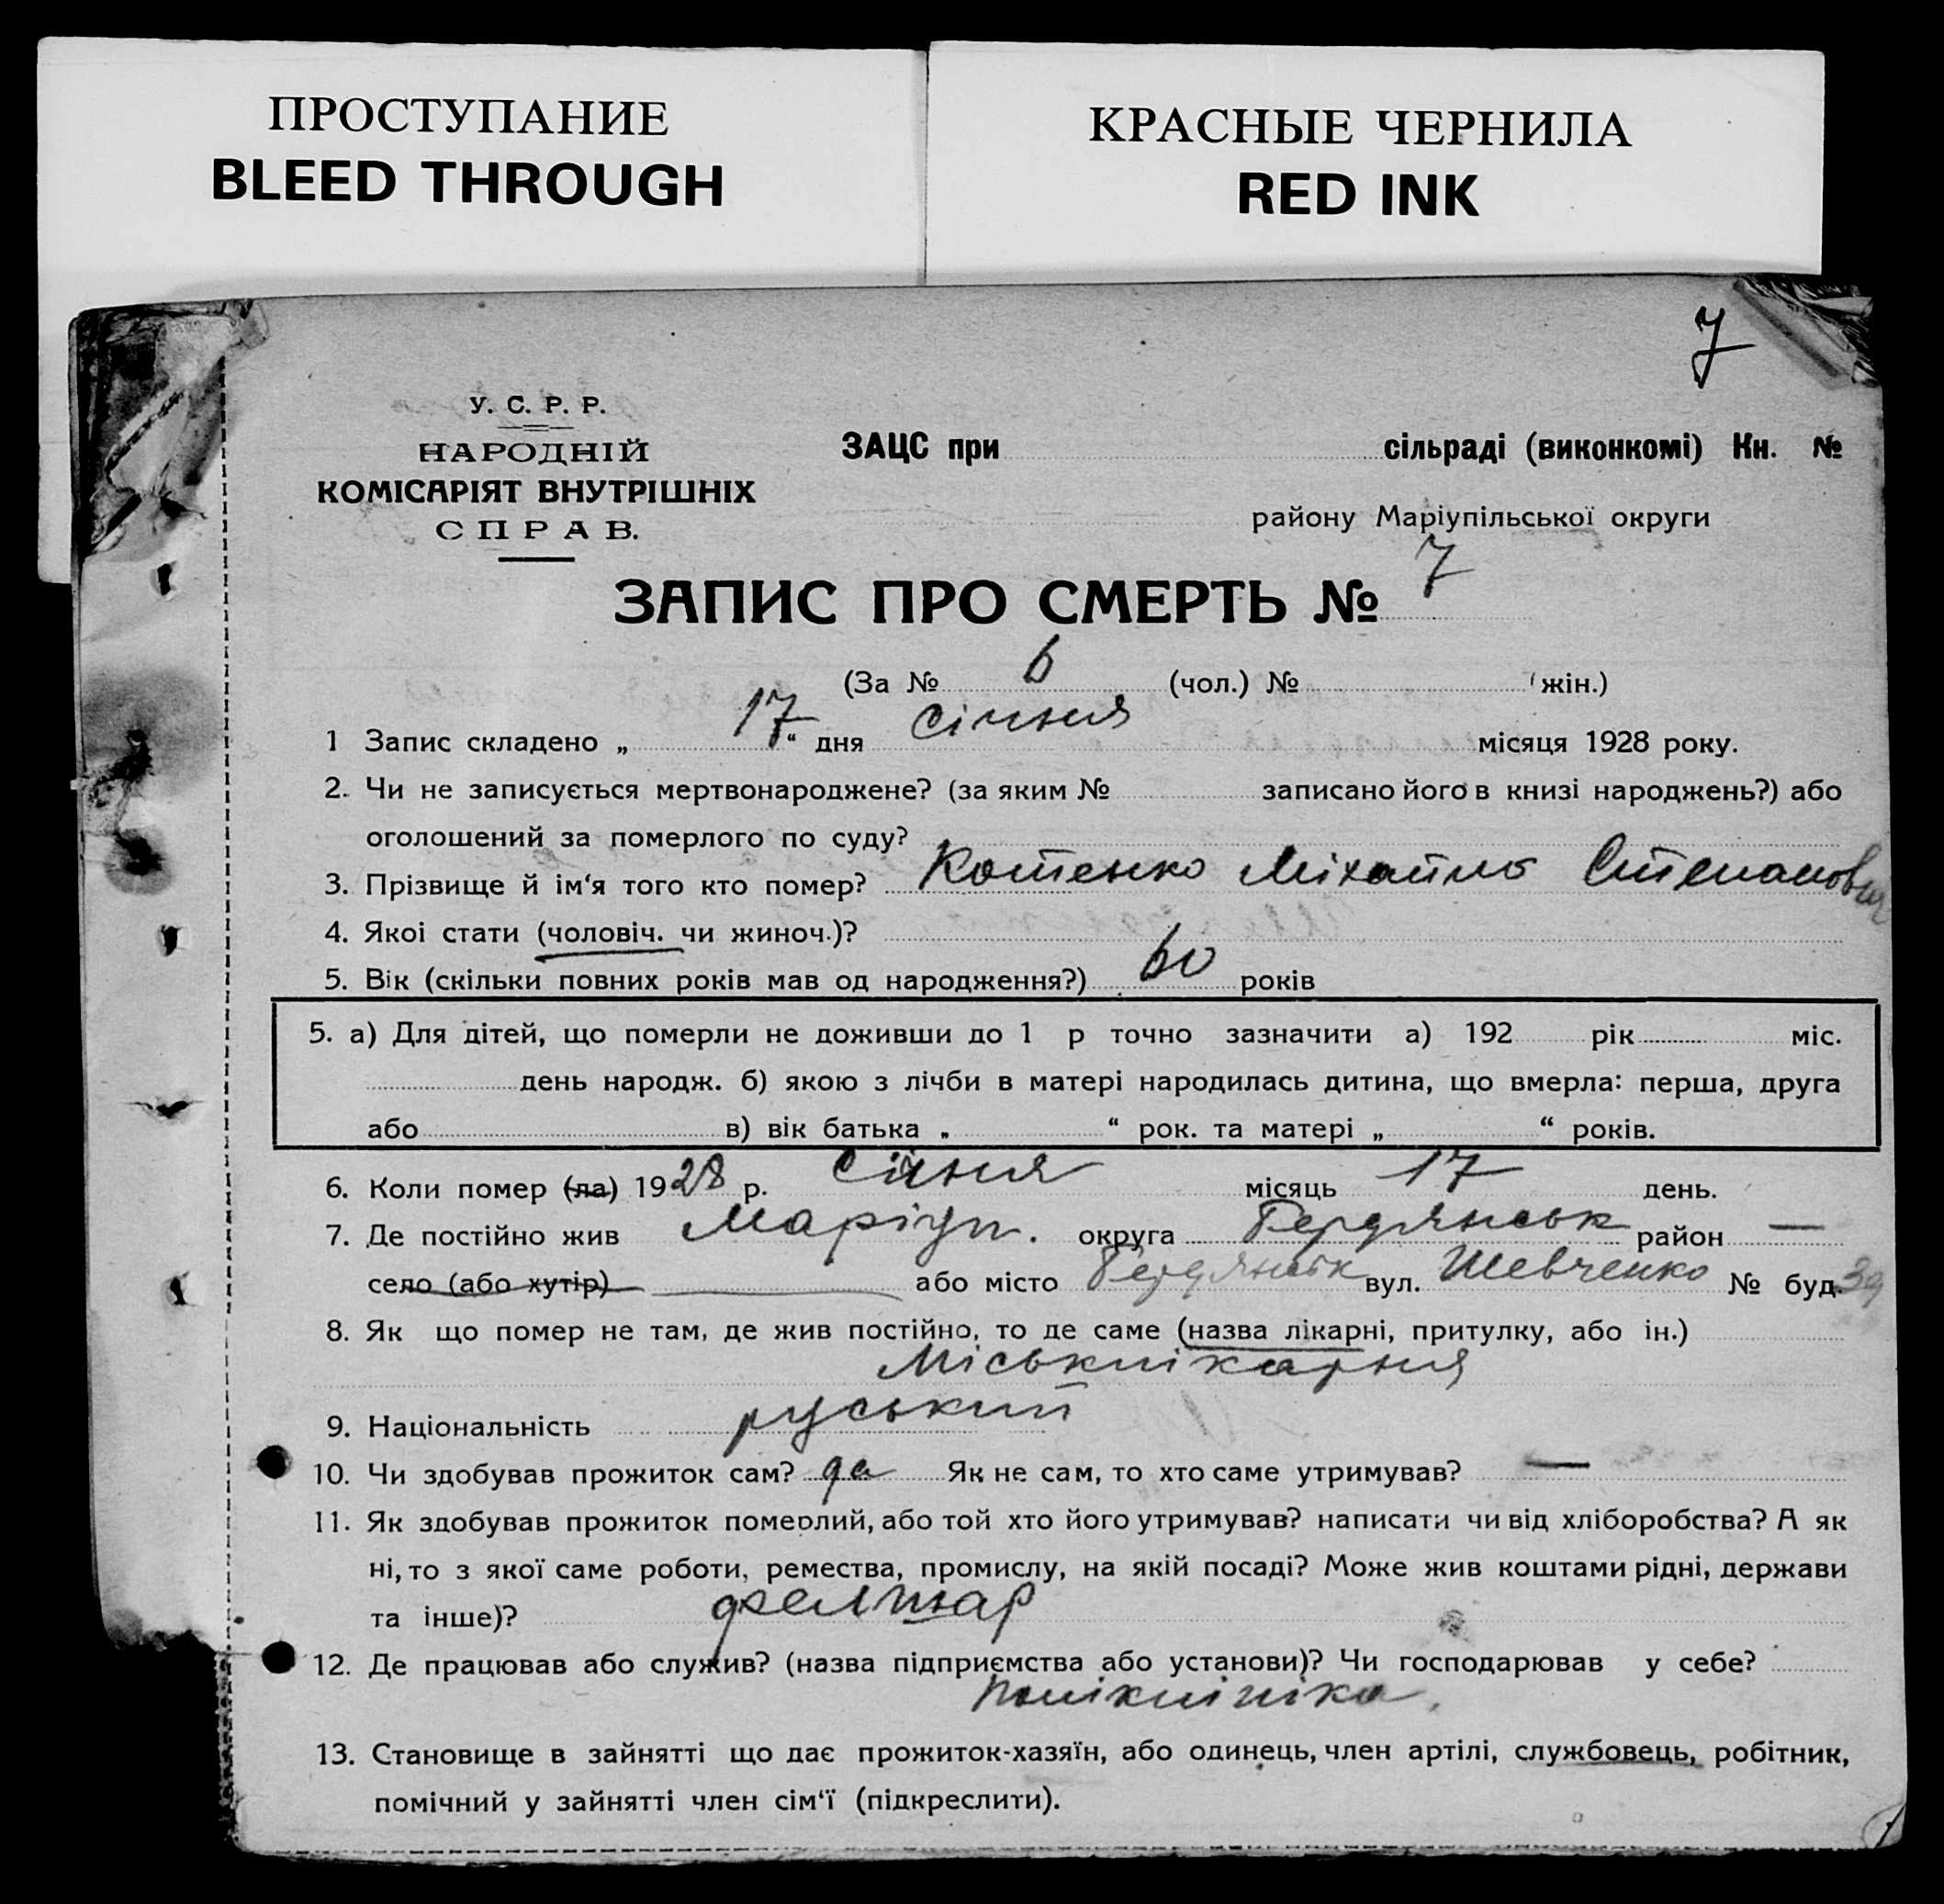 ПРОСТУПАНИЕ
BLEED THROUGH
КРАСНЫЕ ЧЕРНИЛА
RED INK
7
У. С. Р. Р.
НАРОДНІЙ
КОМІСАРІЯТ ВНУТРІШНІХ
СПРАВ.
ЗАЦС при сільраді (виконкомі) Кн. №
району Маріупільської округи
ЗАПИС ПРО СМЕРТЬ № 7
(За № 6 (чол.) № жін.)
1 Запис складено „ 17 “ дня січня місяця 1928 року.
2. Чи не записується мертвонароджене? (за яким № записано його в книзі народжень?) або
оголошений за померлого по суду?
3. Прізвище й ім‘я того кто помер? Котенко Міхайло Степанович
4. Якоі стати (чоловіч. чи жиноч.)?
5. Вік (скільки повних років мав од народження?) 60 років
5. а) Для дітей, що померли не доживши до 1 р точно зазначити а) 192 рік міс.
день народж. б) якою з лічби в матері народилась дитина, що вмерла: перша, друга
або в) вік батька „ “ рок. та матері „ “ років.
6. Коли помер (ла) 1928 р. Січня місяць 17 день.
7. Де постійно жив Маріуп. округа Бердянськ район —
село (або хутір) або місто Бердянськ вул. Шевченко № буд. 39
8. Як що помер не там, де жив постійно, то де саме (назва лікарні, притулку, або ін.)
Міськлікарня
9. Національність руський
10. Чи здобував прожиток сам? да Як не сам, то хто саме утримував? —
11. Як здобував прожиток померлий, або той хто його утримував? написати чи від хліборобства? А як
ні, то з якої саме роботи, ремества, промислу, на якій посаді? Може жив коштами рідні, держави
та інше)? фелшар
12. Де працював або служив? (назва підприємства або установи)? Чи господарював у себе?
Поліклініка.
13. Становище в зайнятті що дає прожиток-хазяїн, або одинець, член артілі, службовець, робітник,
помічний у зайнятті член сім‘ї (підкреслити).